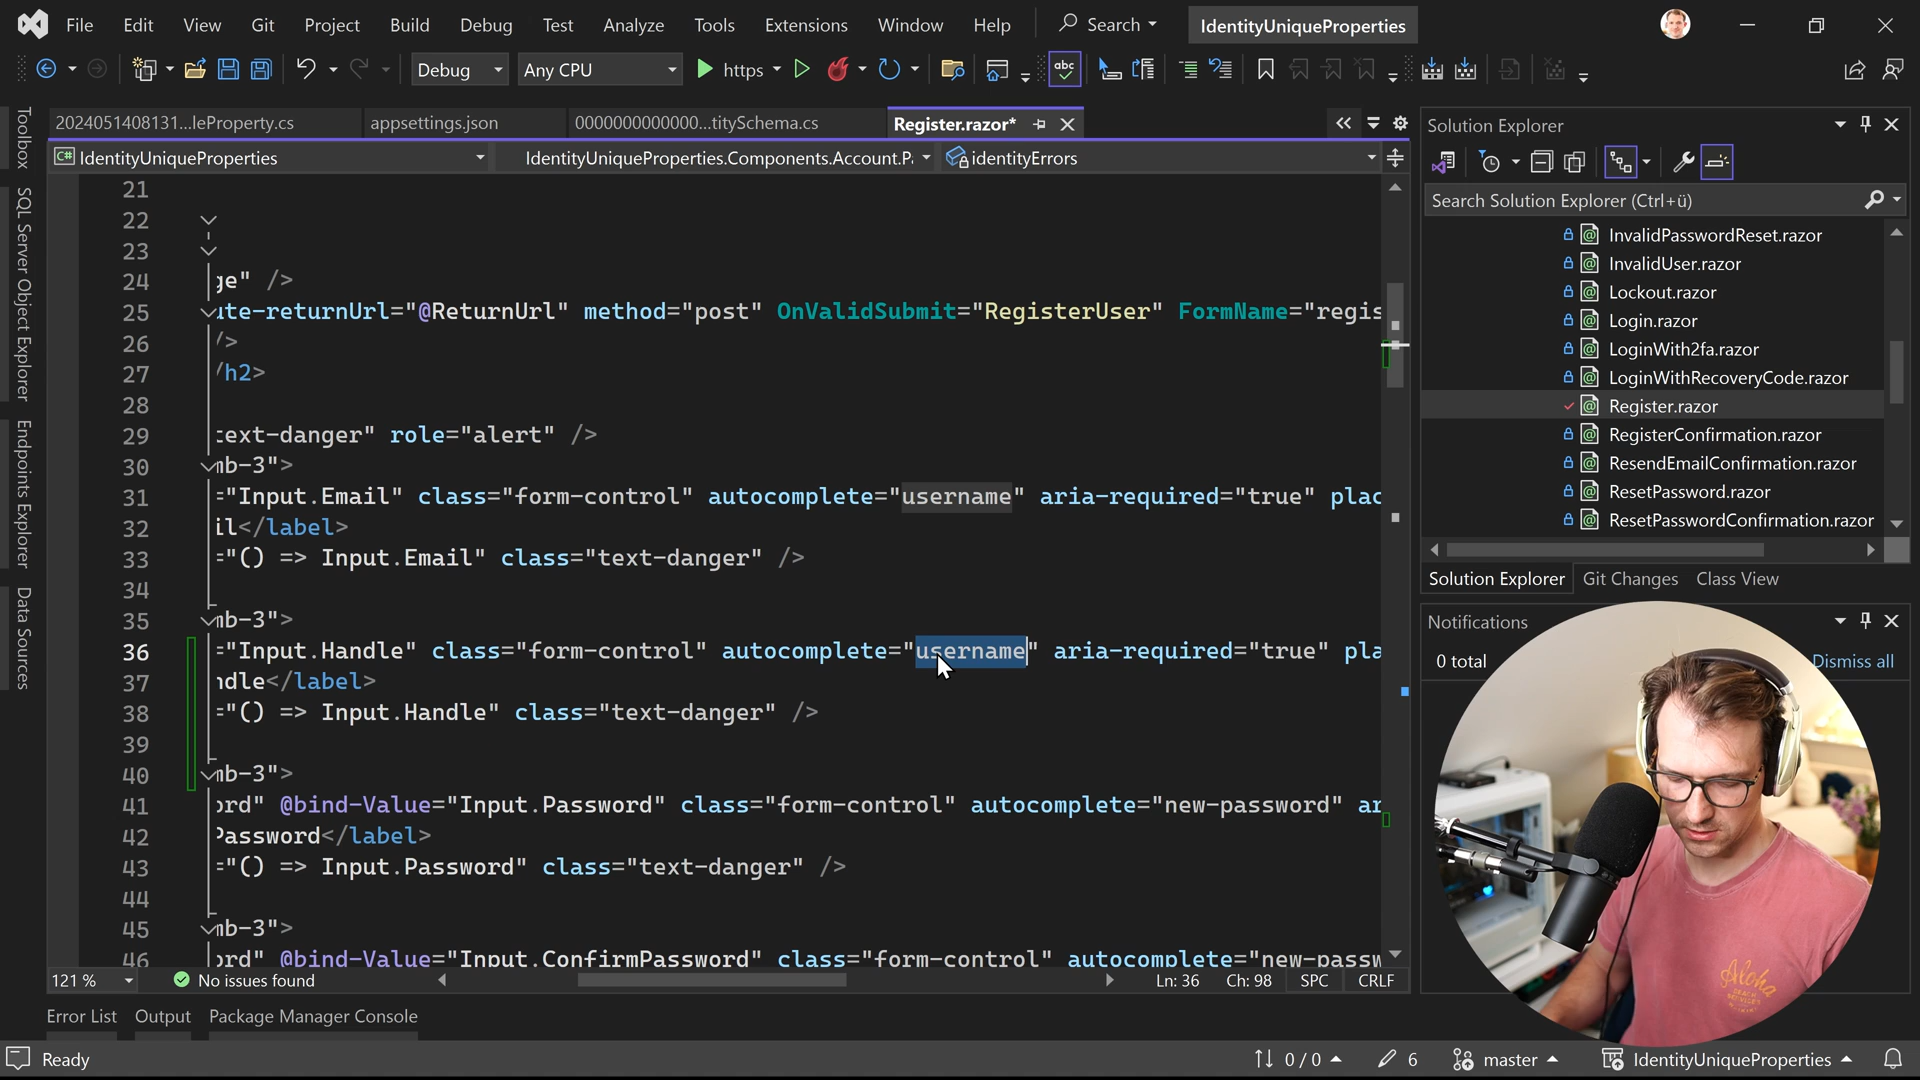 File Edit View Git Project Build Debug Test Analyze Tools Extensions Window Help Search IdentityUniqueProperties
Debug Any CPU https abc
2024051408131...leProperty.cs appsettings.json 0000000000000...titySchema.cs Register.razor*
C# IdentityUniqueProperties IdentityUniqueProperties.Components.Account.P. identityErrors
Toolbox
SQL Server Object Explorer
Endpoints Explorer
Data Sources
21
22
23
24 ge" />
25 ute-returnUrl="@ReturnUrl" method="post" OnValidSubmit="RegisterUser" FormName="regis
26 />
27 /h2>
28
29 text-danger" role="alert" />
30 mb-3">
31 ="Input.Email" class="form-control" autocomplete="username" aria-required="true" plac
32 il</label>
33 ="() => Input.Email" class="text-danger" />
34
35 mb-3">
36 ="Input.Handle" class="form-control" autocomplete="username" aria-required="true" pla
37 ndle</label>
38 ="() => Input.Handle" class="text-danger" />
39
40 mb-3">
41 ord" @bind-Value="Input.Password" class="form-control" autocomplete="new-password" ar
42 Password</label>
43 ="() => Input.Password" class="text-danger" />
44
45 mb-3">
46 ord" @bind-Value="Input.ConfirmPassword" class="form-control" autocomplete="new-passw
121 % No issues found Ln: 36 Ch: 98 SPC CRLF
Error List Output Package Manager Console
Solution Explorer
Search Solution Explorer (Ctrl+ü)
InvalidPasswordReset.razor
InvalidUser.razor
Lockout.razor
Login.razor
LoginWith2fa.razor
LoginWithRecoveryCode.razor
Register.razor
RegisterConfirmation.razor
ResendEmailConfirmation.razor
ResetPassword.razor
ResetPasswordConfirmation.razor
Solution Explorer Git Changes Class View
Notifications
0 total Dismiss all
Aloha
BEACH
SERVICES
Ready 0 / 0 6 master IdentityUniqueProperties